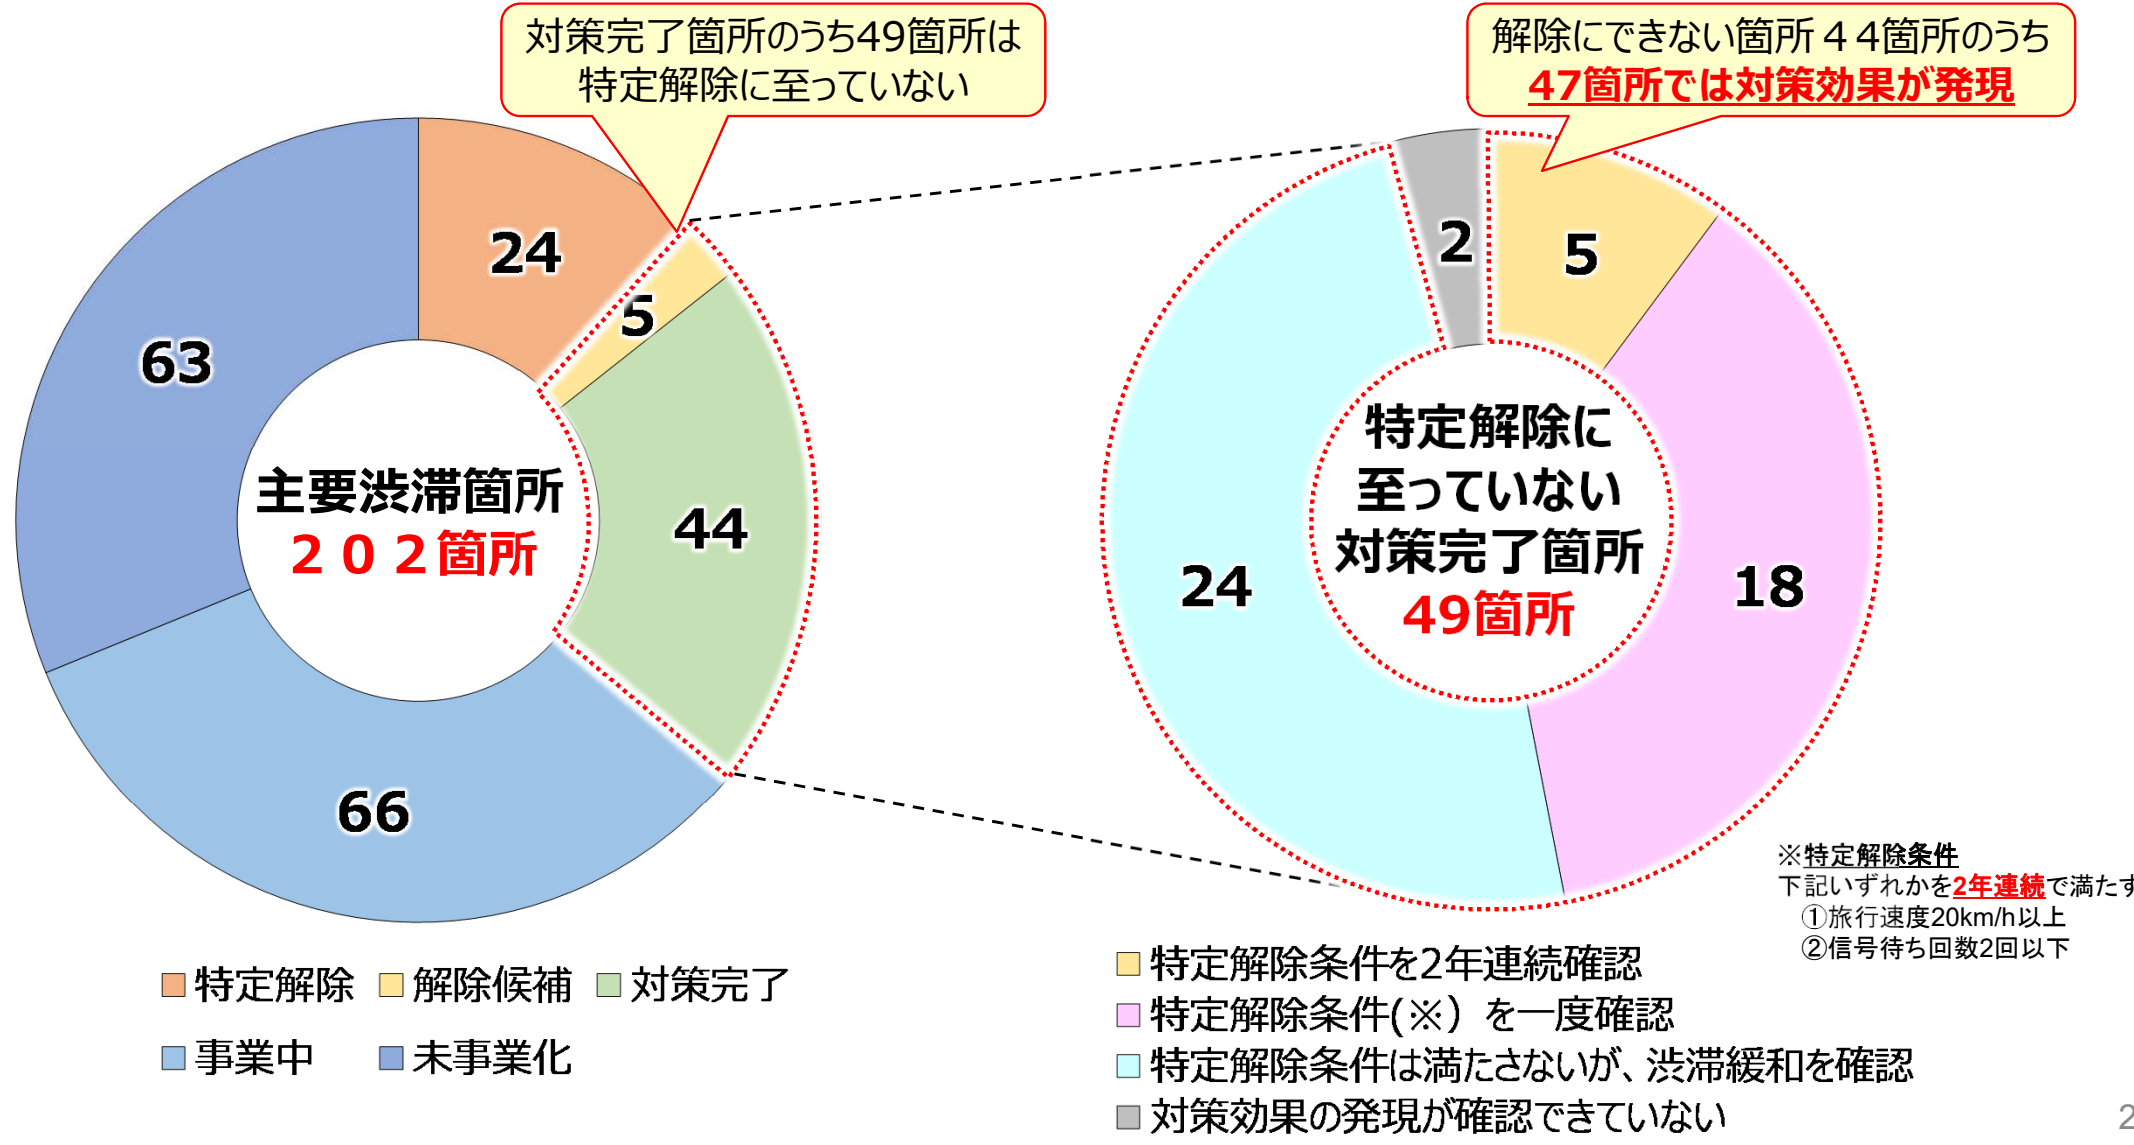 対策完了箇所のうち49箇所は
特定解除に至っていない
解除にできない箇所４４箇所のうち
47箇所では対策効果が発現
24
5
44
66
63
主要渋滞箇所
２０２箇所
2
5
18
24
特定解除に
至っていない
対策完了箇所
49箇所
※特定解除条件
下記いずれかを2年連続で満たす
①旅行速度20km/h以上
②信号待ち回数2回以下
特定解除 解除候補 対策完了
事業中 未事業化
特定解除条件を2年連続確認
特定解除条件(※）を一度確認
特定解除条件は満たさないが、渋滞緩和を確認
対策効果の発現が確認できていない
2